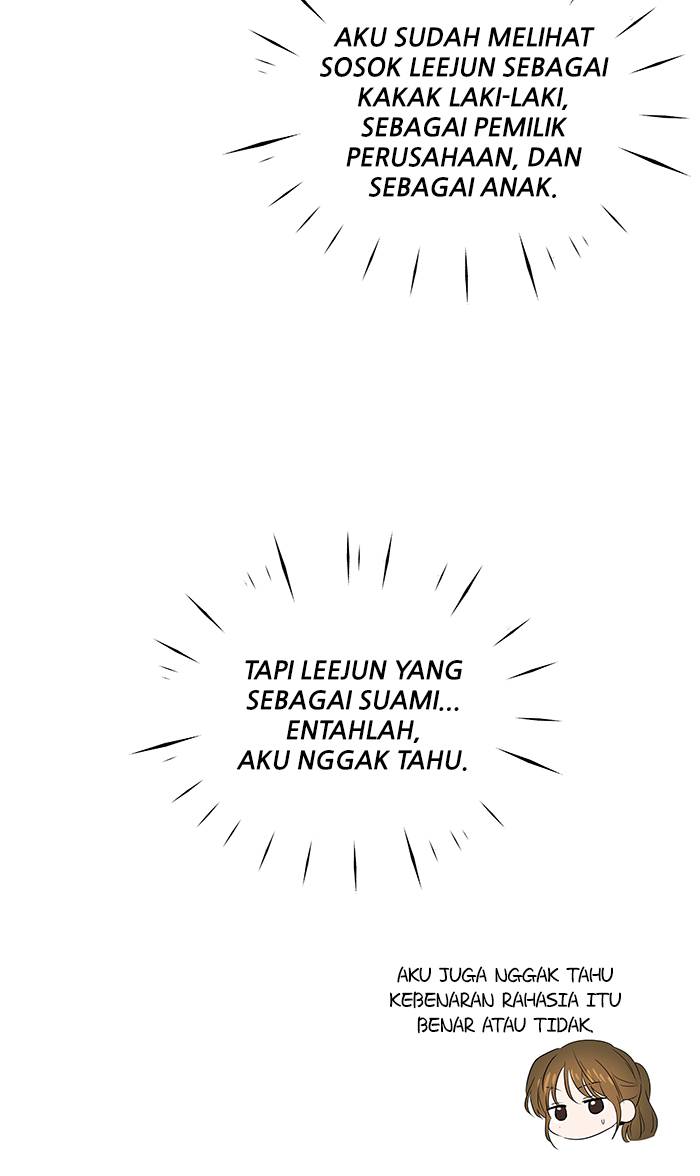 AKU SUDAH MELIHAT
SOSOK LEEJUN SEBAGAI
KAKAK LAKI-LAKI,
SEBAGAI PEMILIK
PERUSAHAAN, DAN
SEBAGAI ANAK.
TAPI LEEJUN YANG
SEBAGAI SUAMI...
ENTAHLAH,
AKU NGGAK TAHU.
AKU JUGA NGGAK TAHU
KEBENARAN RAHASIA ITU
BENAR ATAU TIDAK